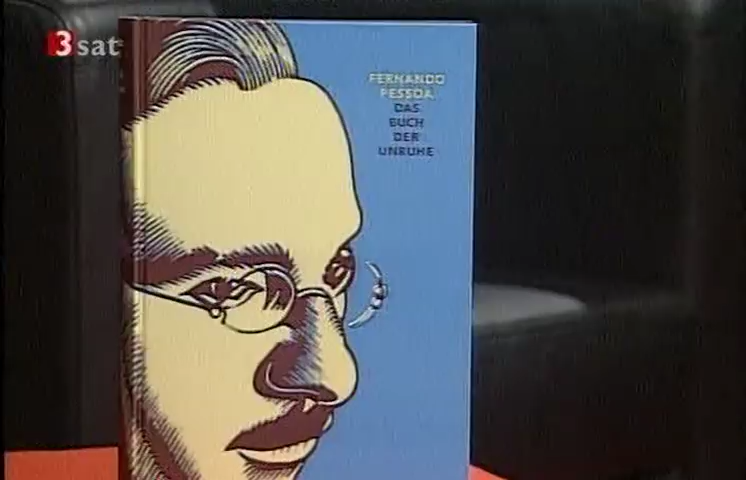 3sat
FERNANDO
PESSOA
DAS
BUCH
DER
UNRUHE